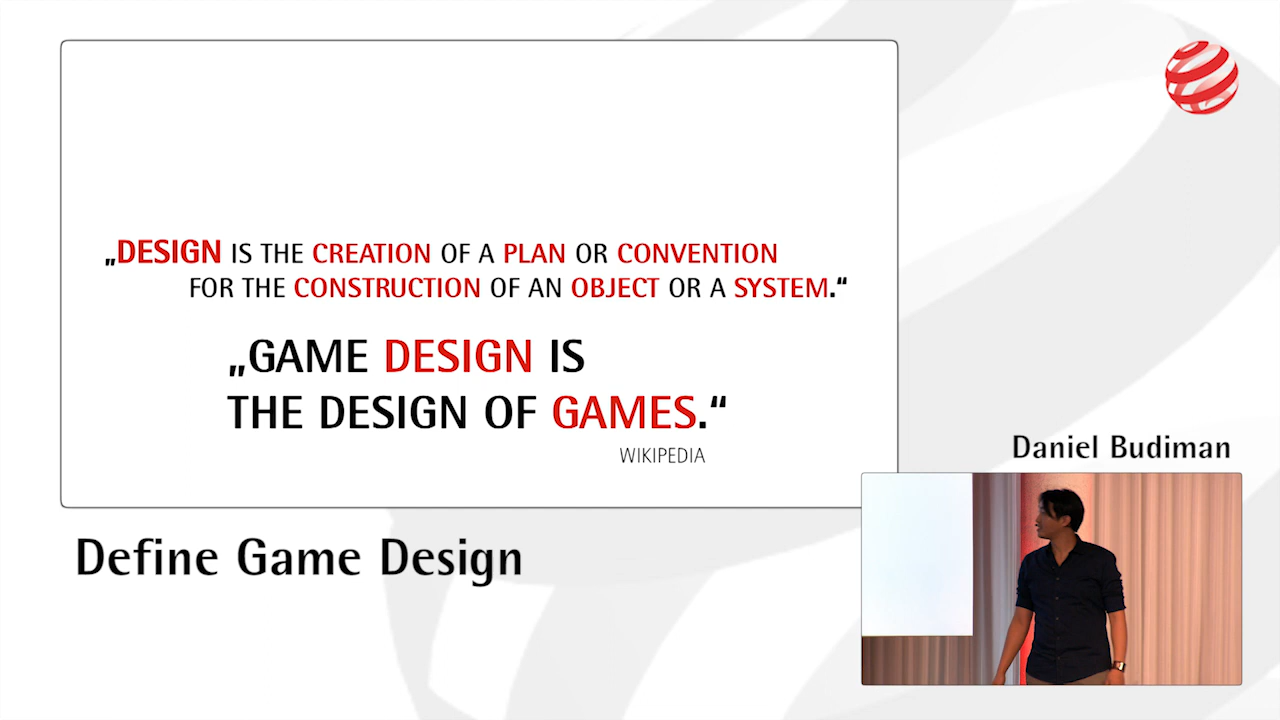 „DESIGN IS THE CREATION OF A PLAN OR CONVENTION
FOR THE CONSTRUCTION OF AN OBJECT OR A SYSTEM.“
„GAME DESIGN IS
THE DESIGN OF GAMES.“
WIKIPEDIA
Daniel Budiman
Define Game Design